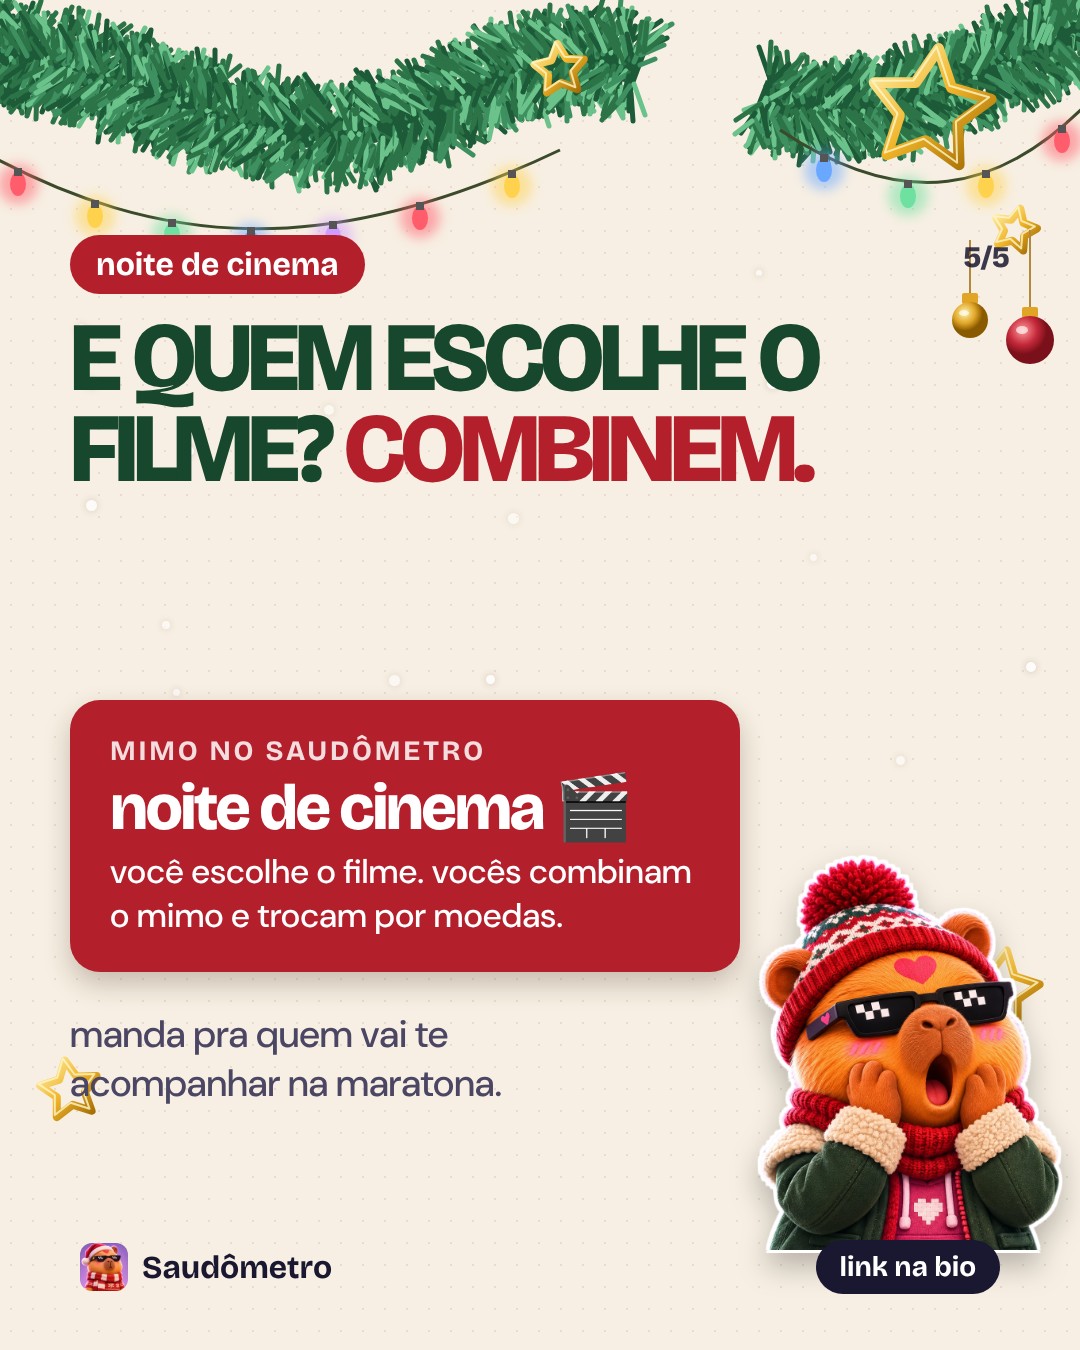 noite de cinema
5/5
E QUEM ESCOLHE O
FILME? COMBINEM.
MIMO NO SAUDÔMETRO
noite de cinema
você escolhe o filme. vocês combinam
o mimo e trocam por moedas.
manda pra quem vai te
acompanhar na maratona.
Saudômetro
link na bio